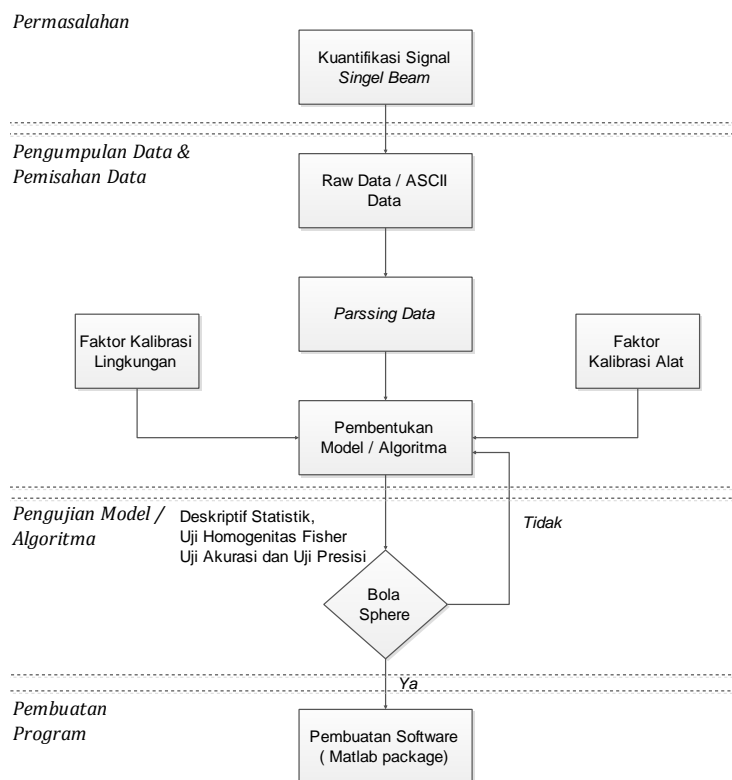 Permasalahan
Kuantifikasi Signal
Singel Beam
Pengumpulan Data &
Pemisahan Data
Raw Data / ASCII
Data
Parssing Data
Faktor Kalibrasi
Lingkungan
Faktor
Kalibrasi Alat
Pembentukan
Model / Algoritma
Pengujian Model /
Algoritma
Deskriptif Statistik,
Uji Homogenitas Fisher
Uji Akurasi dan Uji Presisi
Tidak
Bola
Sphere
Ya
Pembuatan
Program
Pembuatan Software
( Matlab package)